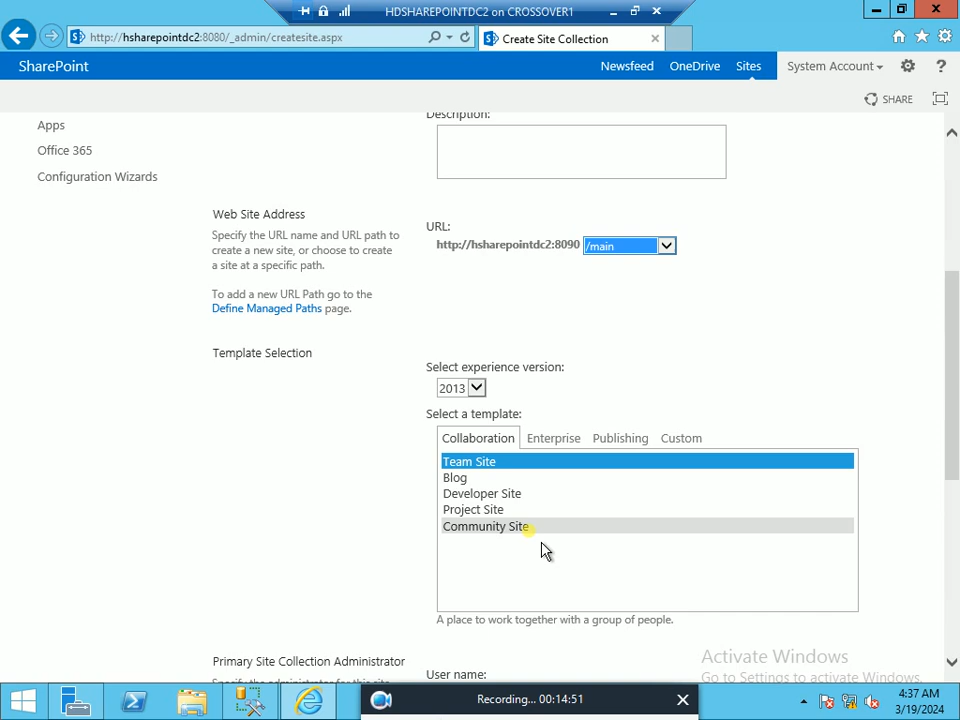 HDSHAREPOINTDC2 on CROSSOVER1
http://hsharepointdc2:8080/_admin/createsite.aspx
Create Site Collection
SharePoint
Newsfeed
OneDrive
Sites
System Account
?
SHARE
Apps
Office 365
Configuration Wizards
Description:
Web Site Address
Specify the URL name and URL path to
create a new site, or choose to create
a site at a specific path.
To add a new URL Path go to the
Define Managed Paths page.
URL:
http://hsharepointdc2:8090 /main
Template Selection
Select experience version:
2013
Select a template:
Collaboration Enterprise Publishing Custom
Team Site
Blog
Developer Site
Project Site
Community Site
A place to work together with a group of people.
Primary Site Collection Administrator
User name:
Activate Windows
Go to Settings to activate Windows.
Recording... 00:14:51
4:37 AM
3/19/2024